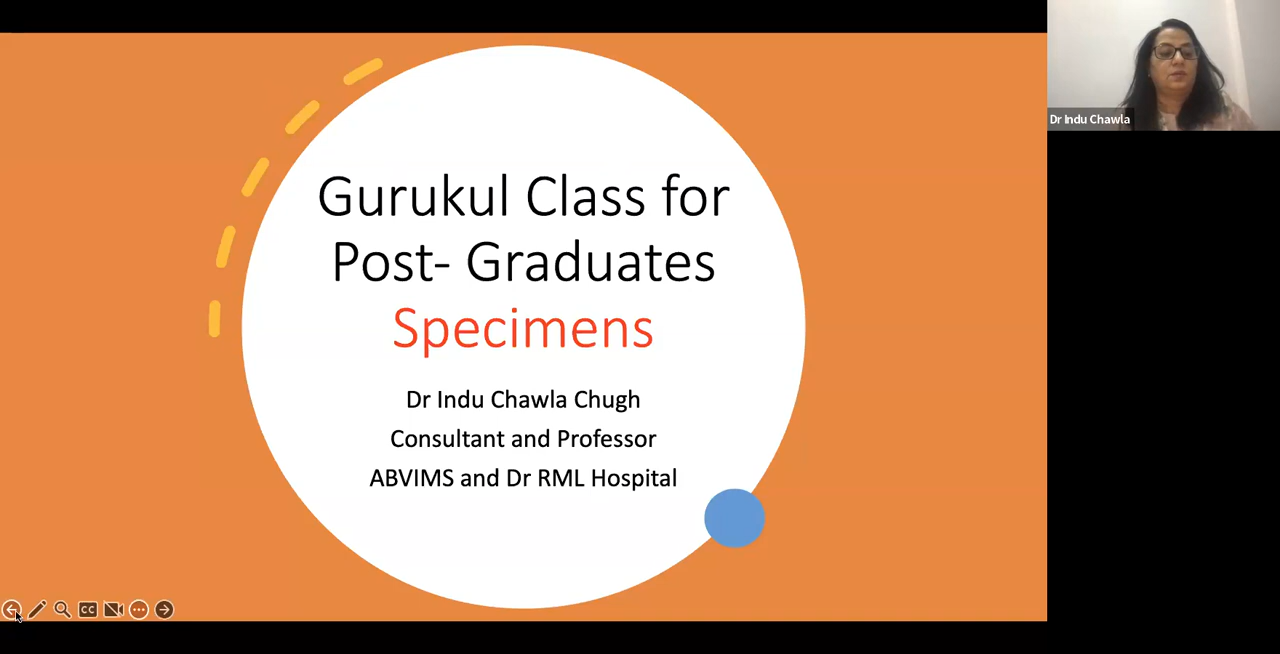 Gurukul Class for
Post- Graduates
Specimens
Dr Indu Chawla Chugh
Consultant and Professor
ABVIMS and Dr RML Hospital
Dr Indu Chawla
CC